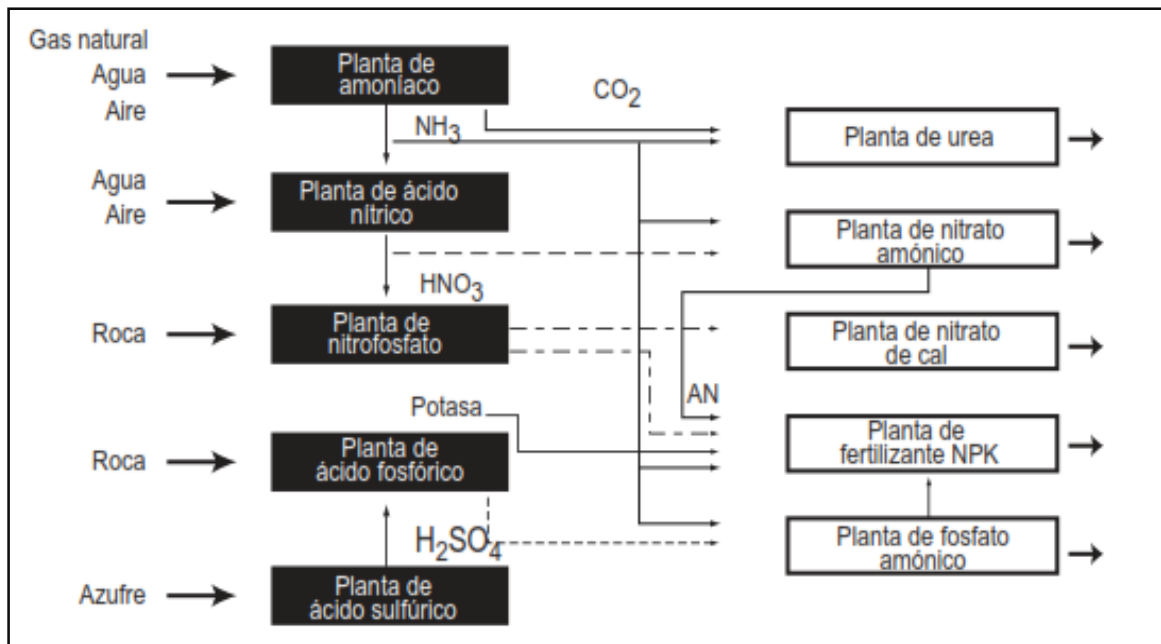 Gas natural
Agua
Aire
Planta de
amoníaco
CO2
NH3
Planta de urea
Agua
Aire
Planta de ácido
nítrico
Planta de nitrato
amónico
HNO3
Roca
Planta de
nitrofosfato
Planta de nitrato
de cal
Potasa
AN
Roca
Planta de
ácido fosfórico
Planta de
fertilizante NPK
H2SO4
Planta de fosfato
amónico
Azufre
Planta de
ácido sulfúrico